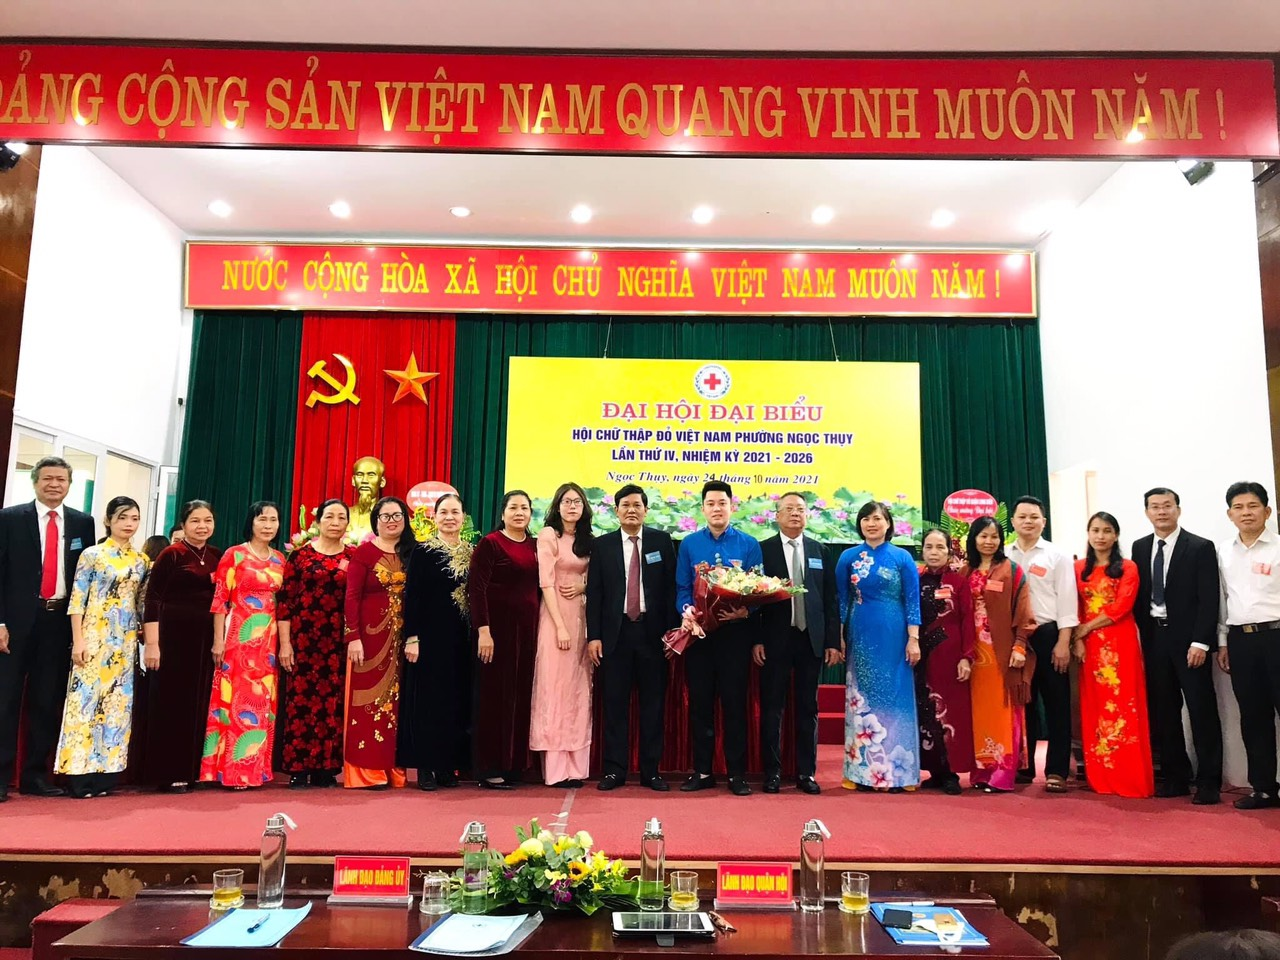 ĐẢNG CỘNG SẢN VIỆT NAM QUANG VINH MUÔN NĂM !
NƯỚC CỘNG HÒA XÃ HỘI CHỦ NGHĨA VIỆT NAM MUÔN NĂM !
ĐẠI HỘI ĐẠI BIỂU
HỘI CHỮ THẬP ĐỎ VIỆT NAM PHƯỜNG NGỌC THỤY
LẦN THỨ IV, NHIỆM KỲ 2021 - 2026
Ngọc Thụy, ngày 24 tháng 10 năm 2021
LÃNH ĐẠO ĐẢNG ỦY
LÃNH ĐẠO QUẬN HỘI